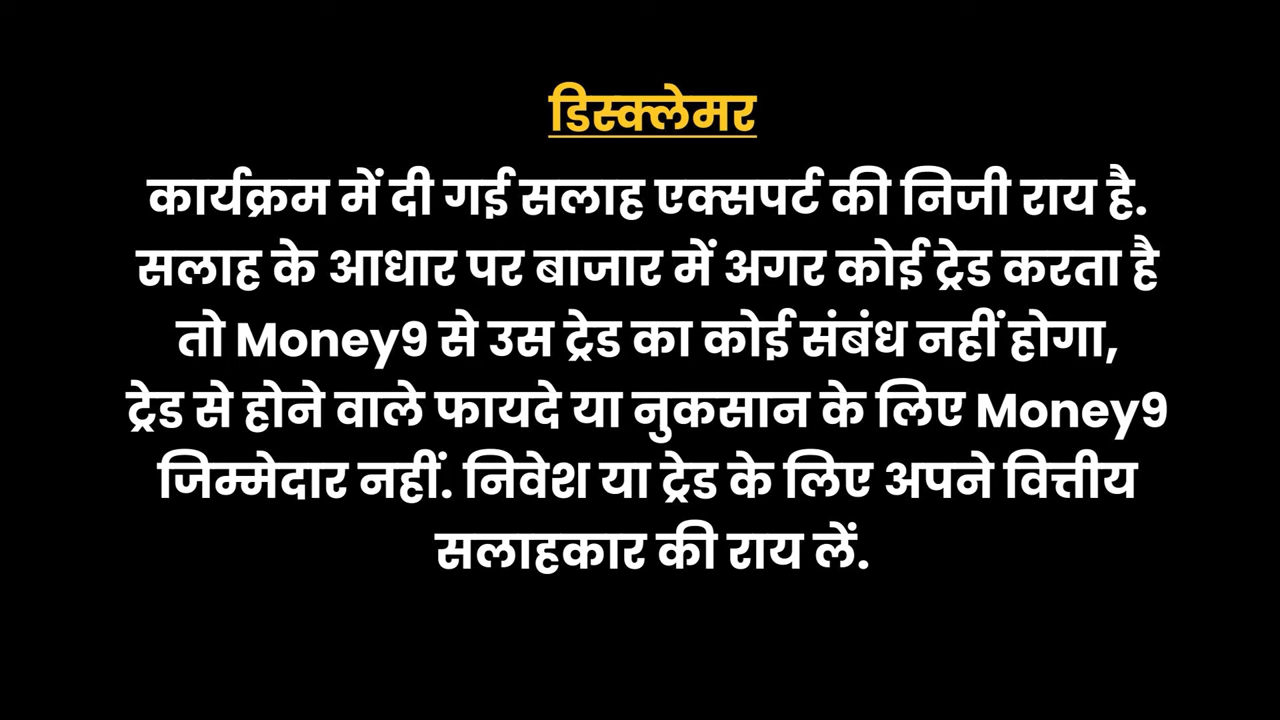 डिस्क्लेमर
कार्यक्रम में दी गई सलाह एक्सपर्ट की निजी राय है.
सलाह के आधार पर बाजार में अगर कोई ट्रेड करता है
तो Money9 से उस ट्रेड का कोई संबंध नहीं होगा,
ट्रेड से होने वाले फायदे या नुकसान के लिए Money9
जिम्मेदार नहीं. निवेश या ट्रेड के लिए अपने वित्तीय
सलाहकार की राय लें.